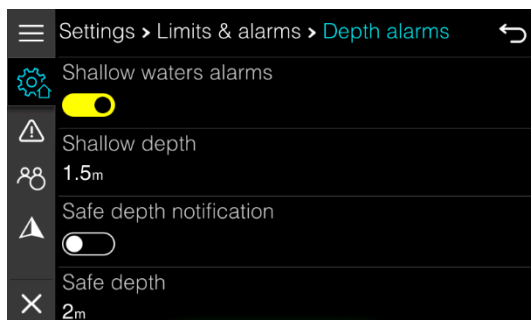 Settings > Limits & alarms > Depth alarms
Shallow waters alarms
Shallow depth
1.5m
Safe depth notification
Safe depth
2m